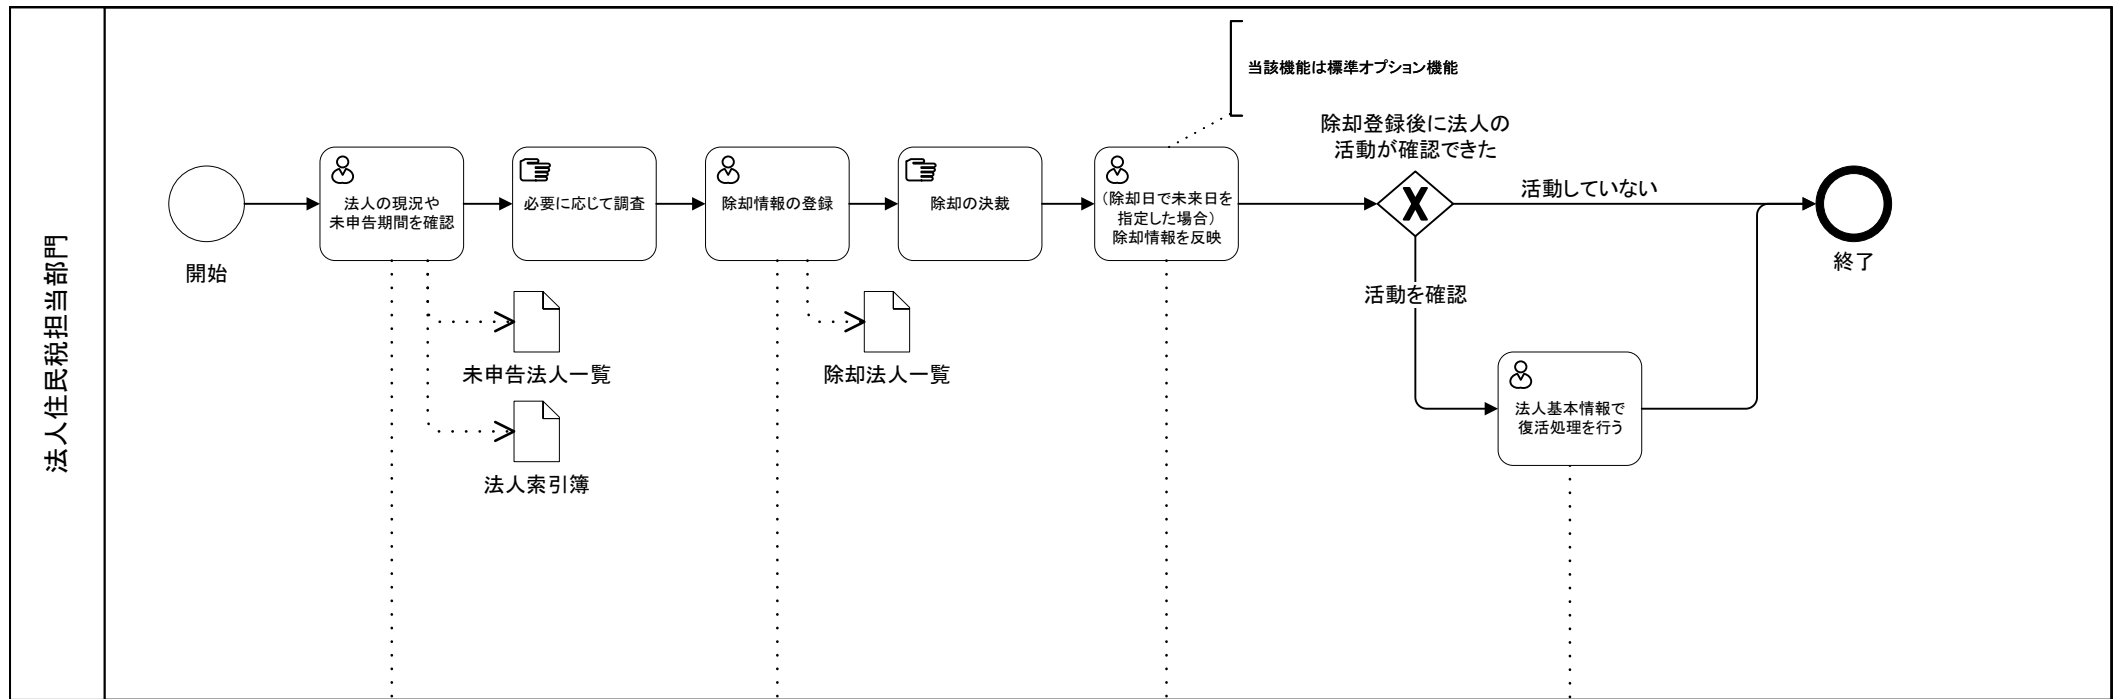 法人住民税担当部門
当該機能は標準オプション機能
開始
法人の現況や
未申告期間を確認
必要に応じて調査
除却情報の登録
除却の決裁
(除却日で未来日を
指定した場合)
除却情報を反映
除却登録後に法人の
活動が確認できた
活動していない
終了
活動を確認
未申告法人一覧
除却法人一覧
法人基本情報で
復活処理を行う
法人索引簿